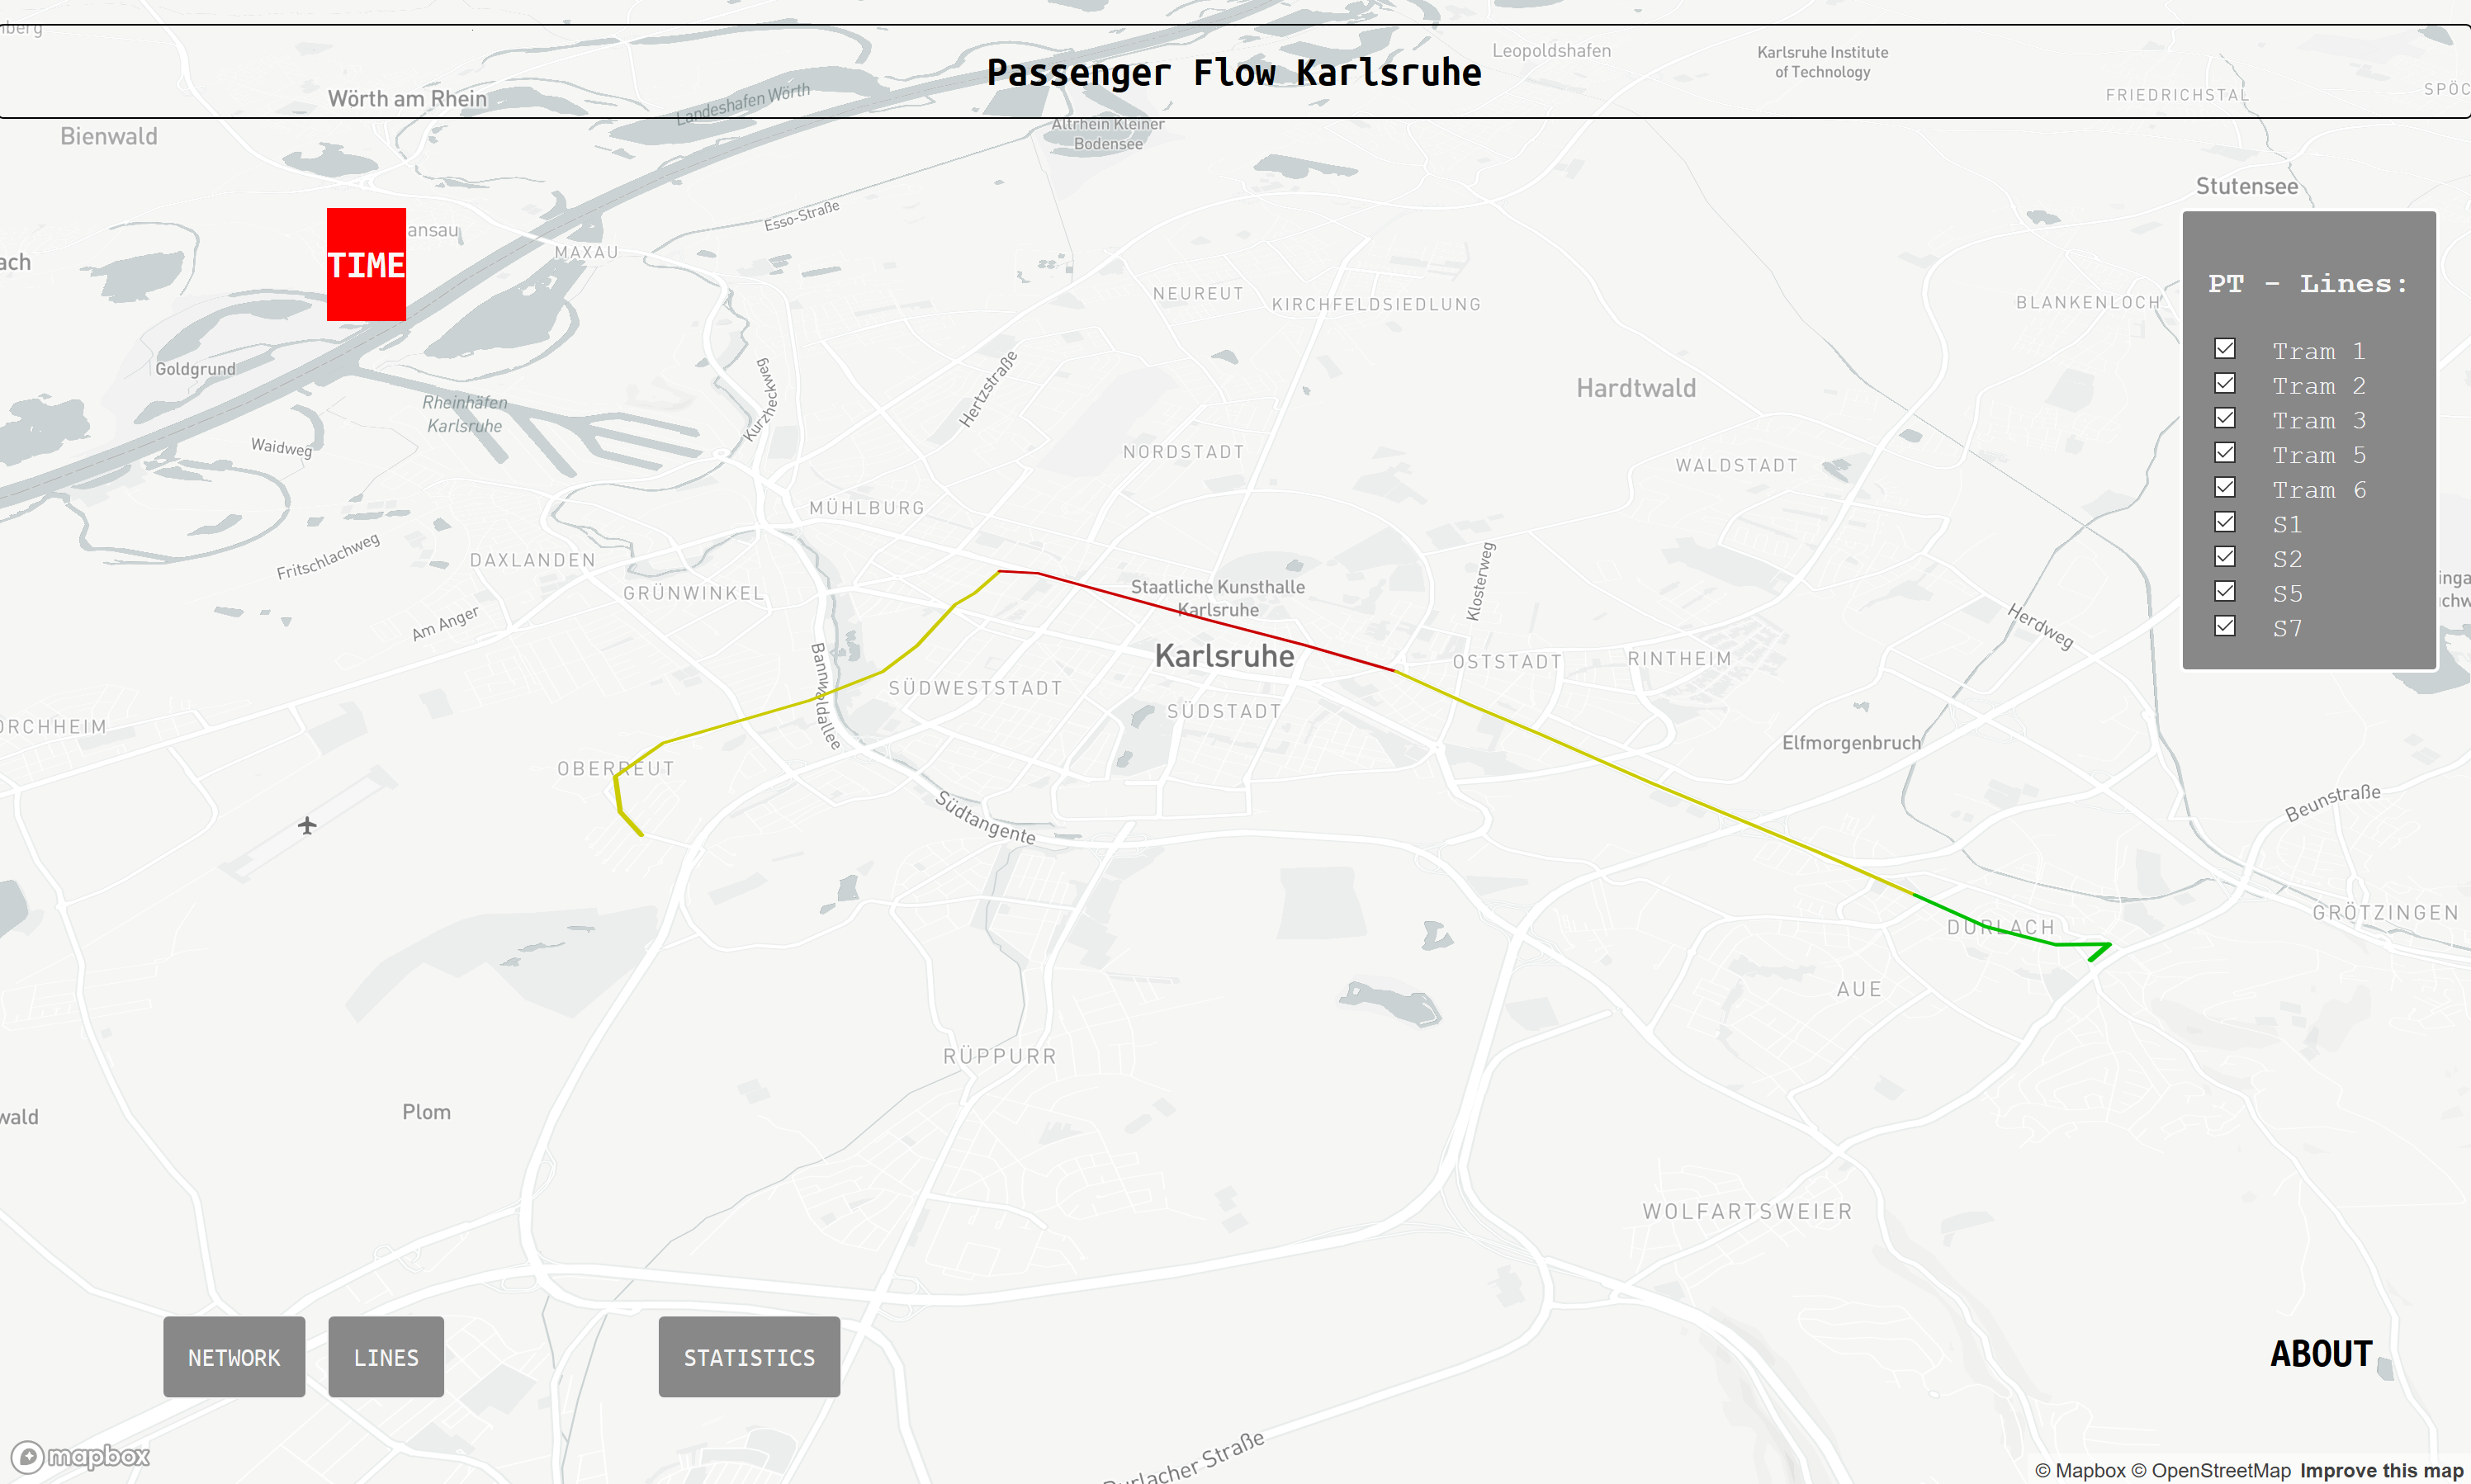 Passenger Flow Karlsruhe
Leopoldshafen
Karlsruhe Institute
of Technology
FRIEDRICHSTAL
Wörth am Rhein
Landeshafen Wörth
Bienwald
Altrhein Kleiner
Bodensee
Stutensee
Esso-Straße
TIME
ansau
MAXAU
ach
PT - Lines:
Tram 1
Tram 2
Tram 3
Tram 5
Tram 6
S1
S2
S5
S7
NEUREUT
KIRCHFELDSIEDLUNG
BLANKENLOCH
Goldgrund
Kurzheckweg
Hertzstraße
Hardtwald
Rheinhäfen
Karlsruhe
Waidweg
NORDSTADT
WALDSTADT
MÜHLBURG
Fritschlachweg
DAXLANDEN
GRÜNWINKEL
Am Anger
Staatliche Kunsthalle
Karlsruhe
Klosterweg
Herdweg
Karlsruhe
OSTSTADT
RINTHEIM
Bannwaldallee
SÜDWESTSTADT
SÜDSTADT
ORCHHEIM
Elfmorgenbruch
OBERREUT
Südtangente
Beunstraße
DURLACH
GRÖTZINGEN
AUE
RÜPPURR
Plom
wald
WOLFARTSWEIER
NETWORK
LINES
STATISTICS
ABOUT
Durlacher Straße
mapbox
© Mapbox © OpenStreetMap Improve this map